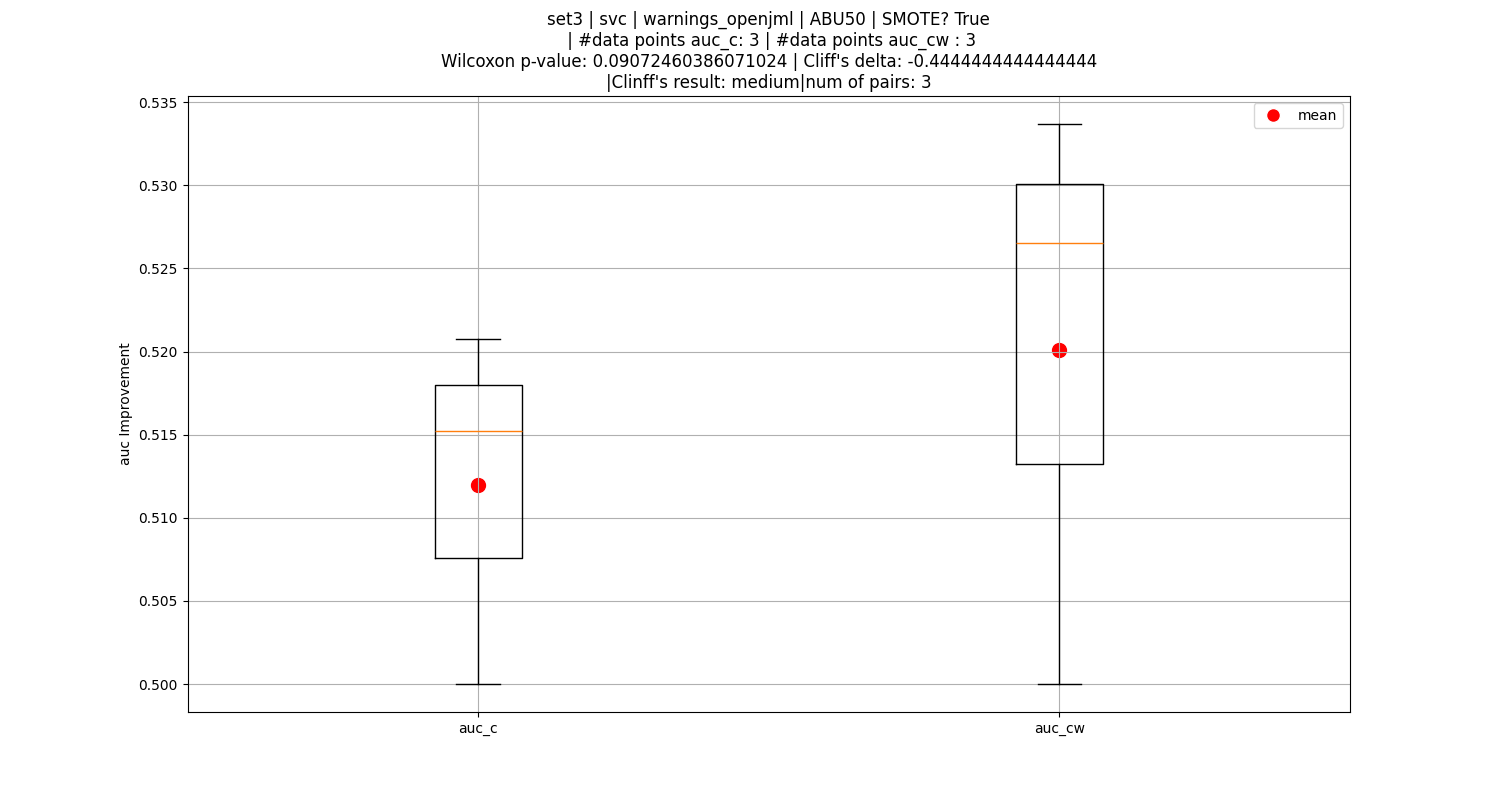 set3 | svc | warnings_openjml | ABU50 | SMOTE? True
| #data points auc_c: 3 | #data points auc_cw : 3
Wilcoxon p-value: 0.09072460386071024 | Cliff's delta: -0.4444444444444444
|Clinff's result: medium|num of pairs: 3
mean
0.535
0.530
0.525
0.520
0.515
0.510
0.505
0.500
auc Improvement
auc_c
auc_cw